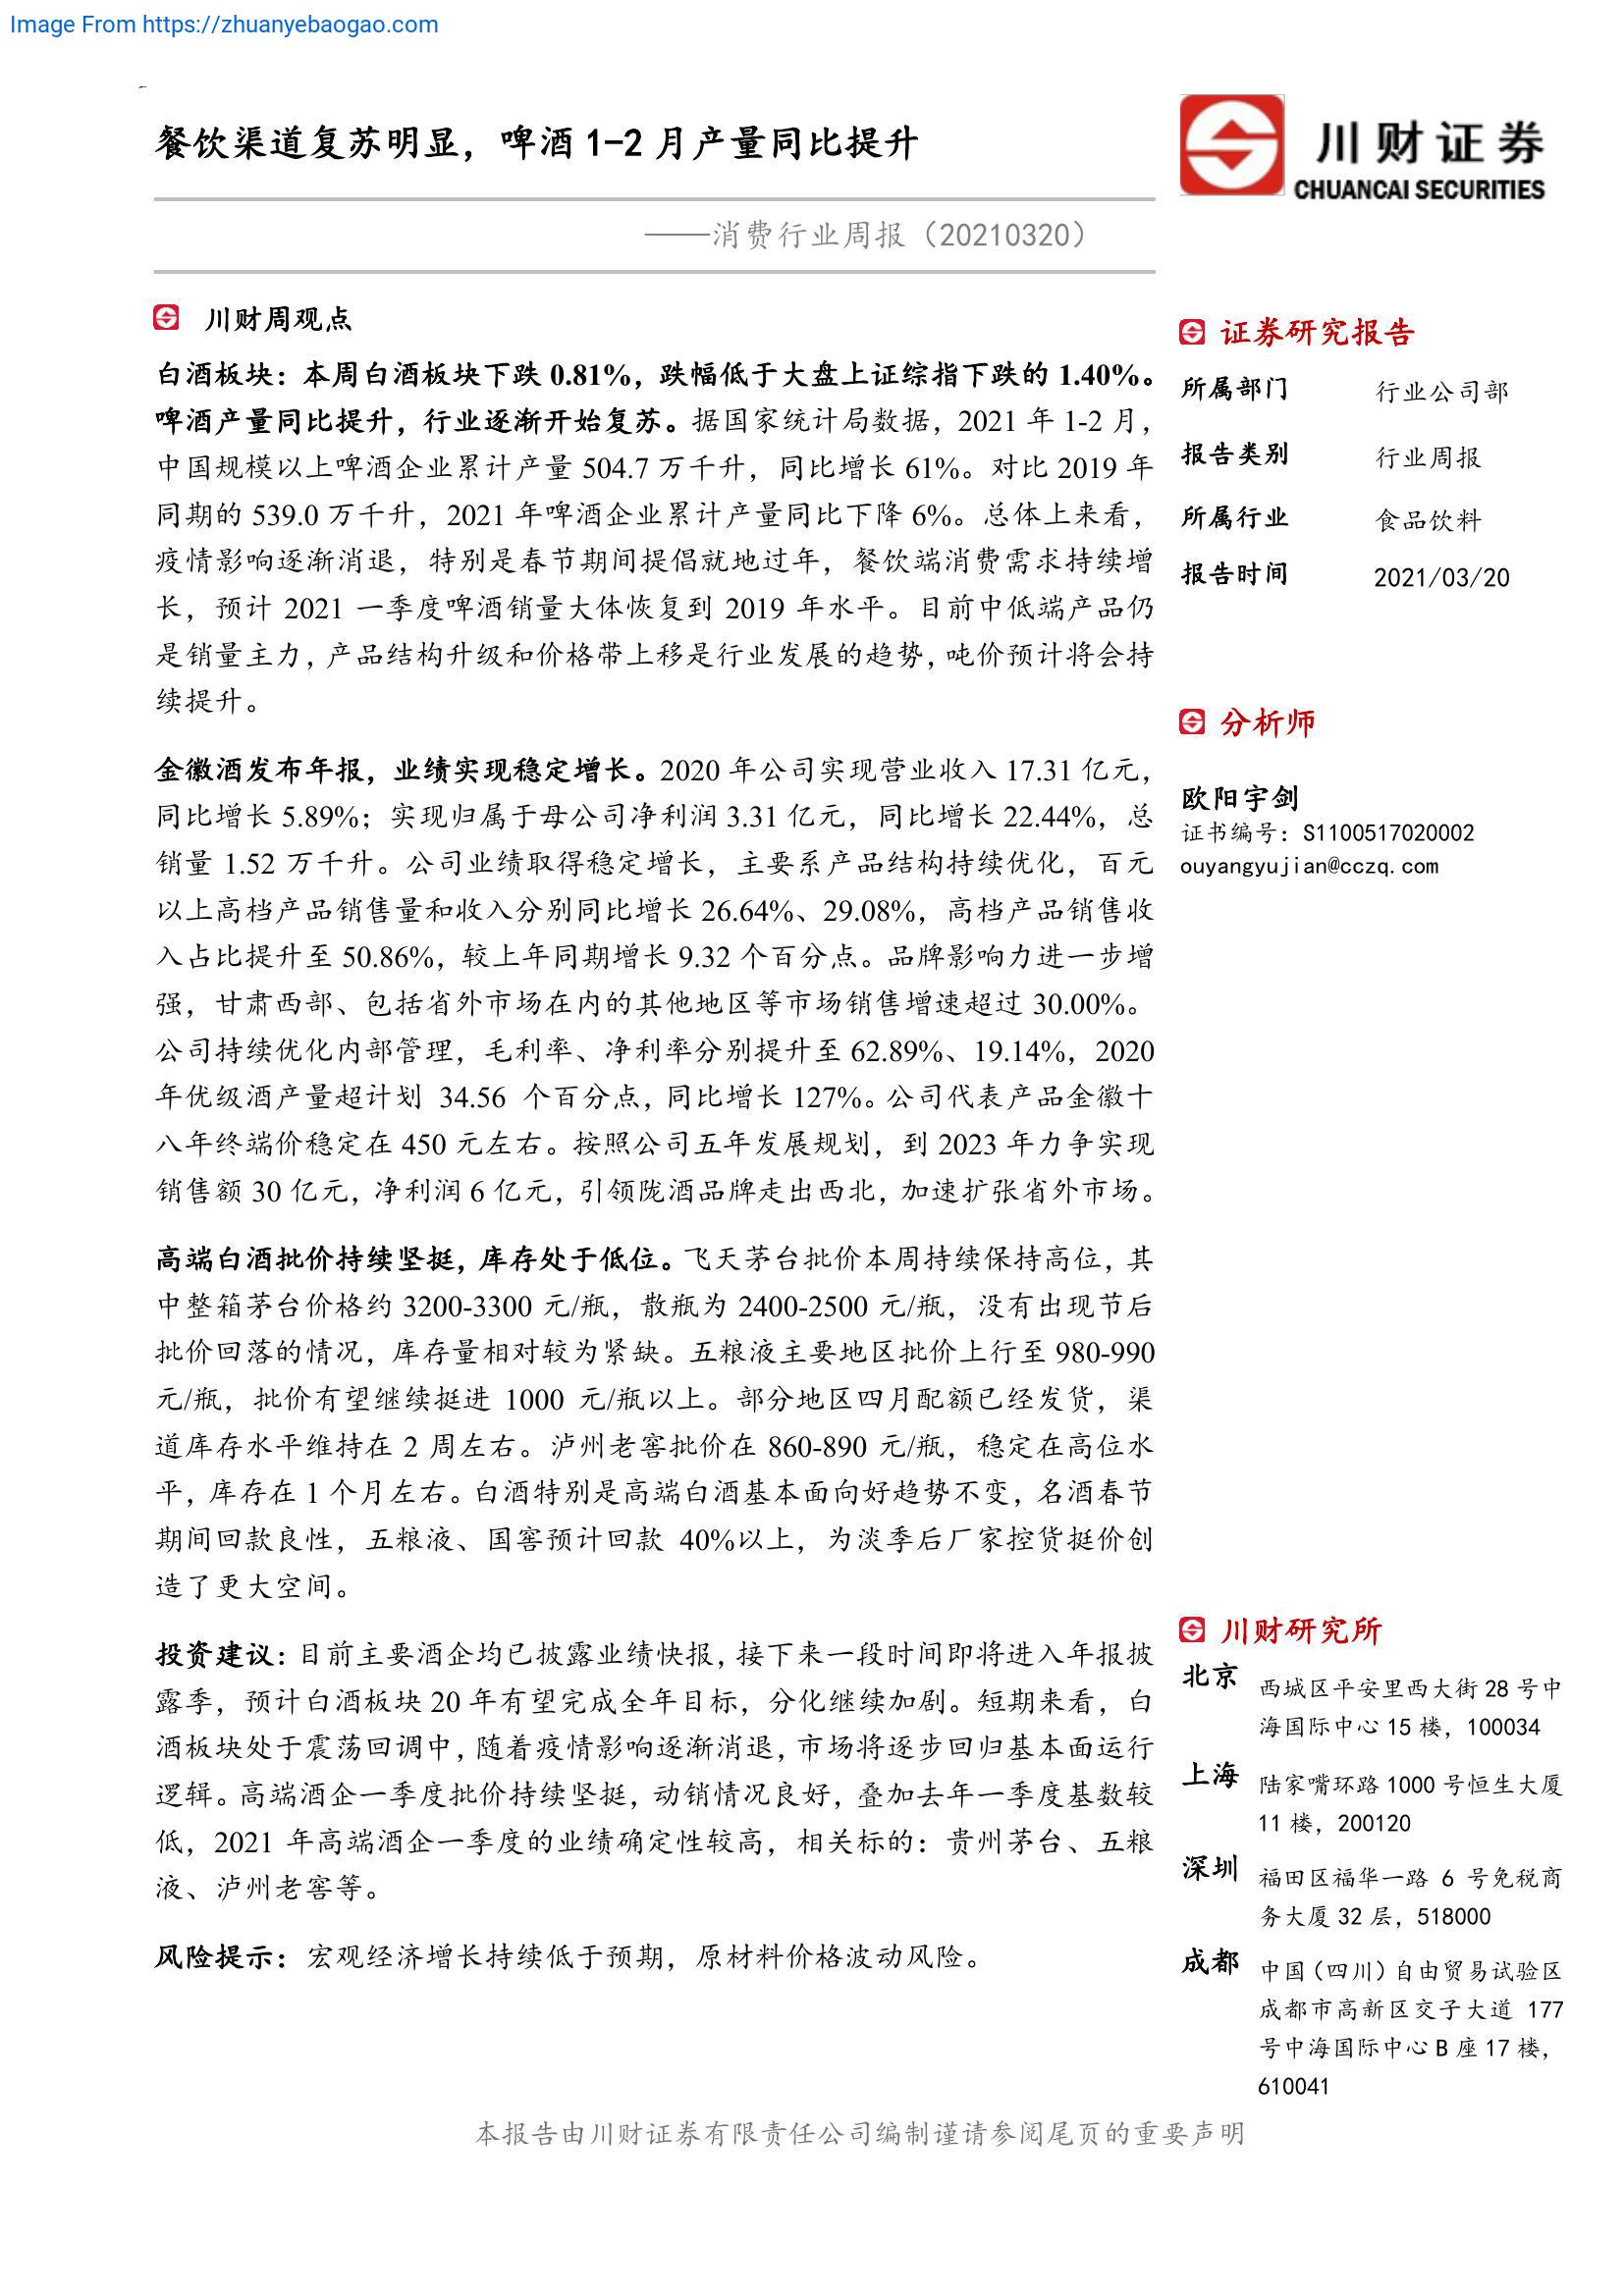 Image From https://zhuanyebaogao.com
餐饮渠道复苏明显，啤酒1-2月产量同比提升
川财证券
CHUANCAI SECURITIES
——消费行业周报（20210320）
川财周观点
白酒板块：本周白酒板块下跌 0.81%，跌幅低于大盘上证综指下跌的 1.40%。
啤酒产量同比提升，行业逐渐开始复苏。据国家统计局数据，2021 年 1-2 月，
中国规模以上啤酒企业累计产量 504.7 万千升，同比增长 61%。对比 2019 年
同期的 539.0 万千升，2021 年啤酒企业累计产量同比下降 6%。总体上来看，
疫情影响逐渐消退，特别是春节期间提倡就地过年，餐饮端消费需求持续增
长，预计 2021 一季度啤酒销量大体恢复到 2019 年水平。目前中低端产品仍
是销量主力，产品结构升级和价格带上移是行业发展的趋势，吨价预计将会持
续提升。
金徽酒发布年报，业绩实现稳定增长。2020 年公司实现营业收入 17.31 亿元，
同比增长 5.89%；实现归属于母公司净利润 3.31 亿元，同比增长 22.44%，总
销量 1.52 万千升。公司业绩取得稳定增长，主要系产品结构持续优化，百元
以上高档产品销售量和收入分别同比增长 26.64%、29.08%，高档产品销售收
入占比提升至 50.86%，较上年同期增长 9.32 个百分点。品牌影响力进一步增
强，甘肃西部、包括省外市场在内的其他地区等市场销售增速超过 30.00%。
公司持续优化内部管理，毛利率、净利率分别提升至 62.89%、19.14%，2020
年优级酒产量超计划 34.56 个百分点，同比增长 127%。公司代表产品金徽十
八年终端价稳定在 450 元左右。按照公司五年发展规划，到 2023 年力争实现
销售额 30 亿元，净利润 6 亿元，引领陇酒品牌走出西北，加速扩张省外市场。
高端白酒批价持续坚挺，库存处于低位。飞天茅台批价本周持续保持高位，其
中整箱茅台价格约 3200-3300 元/瓶，散瓶为 2400-2500 元/瓶，没有出现节后
批价回落的情况，库存量相对较为紧缺。五粮液主要地区批价上行至 980-990
元/瓶，批价有望继续挺进 1000 元/瓶以上。部分地区四月配额已经发货，渠
道库存水平维持在 2 周左右。泸州老窖批价在 860-890 元/瓶，稳定在高位水
平，库存在 1 个月左右。白酒特别是高端白酒基本面向好趋势不变，名酒春节
期间回款良性，五粮液、国窖预计回款 40%以上，为淡季后厂家控货挺价创
造了更大空间。
投资建议：目前主要酒企均已披露业绩快报，接下来一段时间即将进入年报披
露季，预计白酒板块 20 年有望完成全年目标，分化继续加剧。短期来看，白
酒板块处于震荡回调中，随着疫情影响逐渐消退，市场将逐步回归基本面运行
逻辑。高端酒企一季度批价持续坚挺，动销情况良好，叠加去年一季度基数较
低，2021 年高端酒企一季度的业绩确定性较高，相关标的：贵州茅台、五粮
液、泸州老窖等。
风险提示：宏观经济增长持续低于预期，原材料价格波动风险。
证券研究报告
所属部门 行业公司部
报告类别 行业周报
所属行业 食品饮料
报告时间 2021/03/20
分析师
欧阳宇剑
证书编号：S1100517020002
ouyangyujian@cczq.com
川财研究所
北京 西城区平安里西大街 28 号中
海国际中心 15 楼，100034
上海 陆家嘴环路 1000 号恒生大厦
11 楼，200120
深圳 福田区福华一路 6 号免税商
务大厦 32 层，518000
成都 中国（四川）自由贸易试验区
成都市高新区交子大道 177
号中海国际中心 B 座 17 楼，
610041
本报告由川财证券有限责任公司编制谨请参阅尾页的重要声明